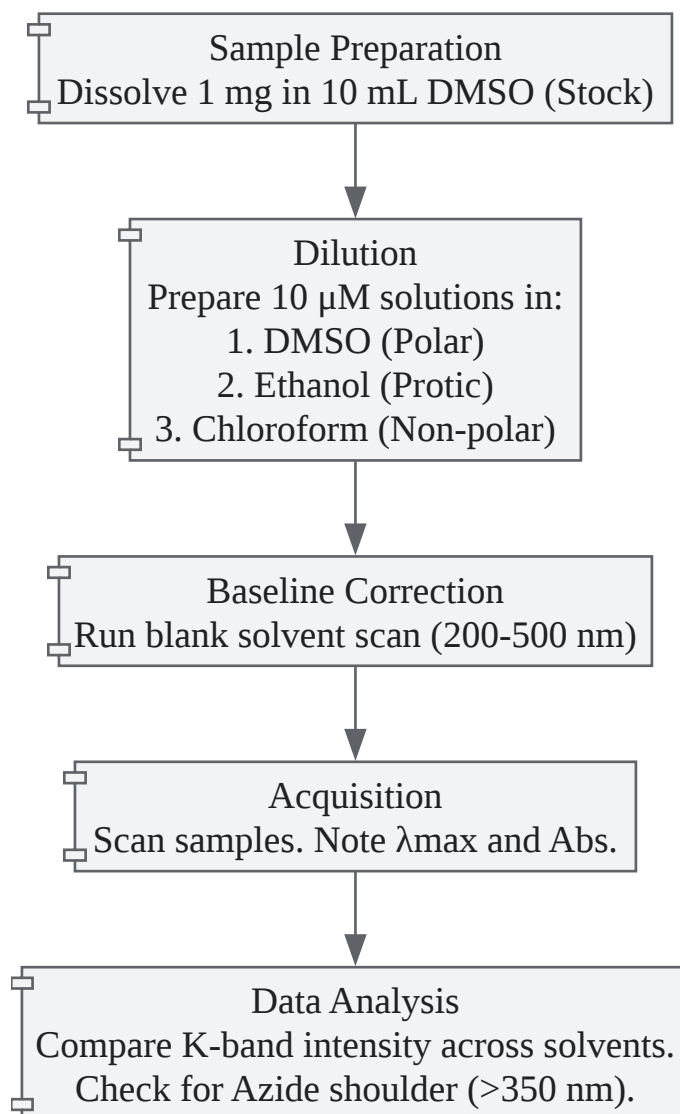 Sample Preparation
Dissolve 1 mg in 10 mL DMSO (Stock)
Dilution
Prepare 10 μM solutions in:
1. DMSO (Polar)
2. Ethanol (Protic)
3. Chloroform (Non-polar)
Baseline Correction
Run blank solvent scan (200-500 nm)
Acquisition
Scan samples. Note λmax and Abs.
Data Analysis
Compare K-band intensity across solvents.
Check for Azide shoulder (>350 nm).